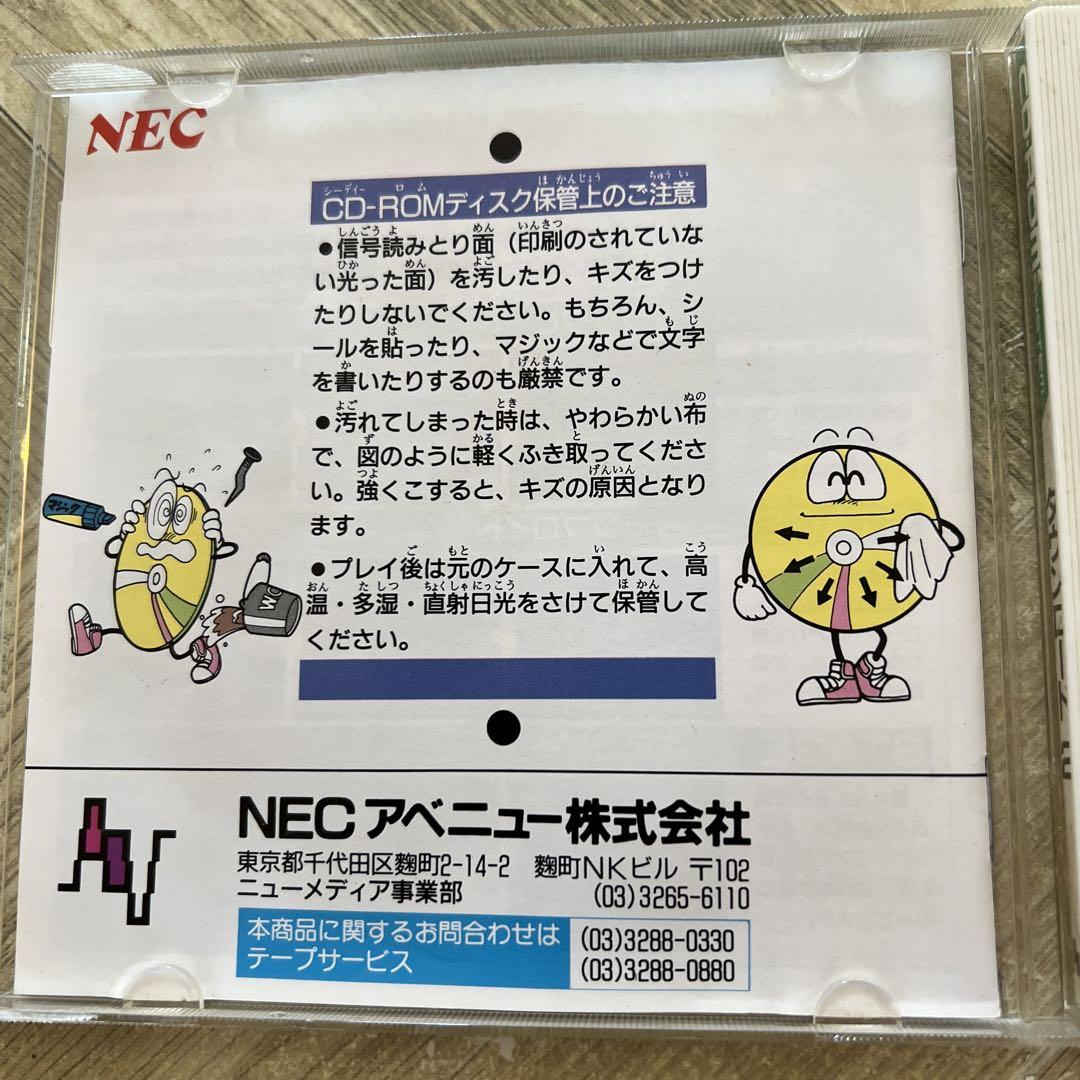 NEC
CD-ROMディスク保管上のご注意
●信号読みとり面（印刷のされていな
い光った面）を汚したり、キズをつけ
たりしないでください。もちろん、シ
ールを貼ったり、マジックなどで文字
を書いたりするのも厳禁です。
●汚れてしまった時は、やわらかい布
で、図のように軽くふき取ってくださ
い。強くこすると、キズの原因となり
ます。
●プレイ後は元のケースに入れて、高
温・多湿・直射日光をさけて保管して
ください。
マジック
NEC アベニュー株式会社
東京都千代田区麹町2-14-2 麹町NKビル 〒102
ニューメディア事業部 (03)3265-6110
本商品に関するお問合わせは (03)3288-0330
テープサービス (03)3288-0880